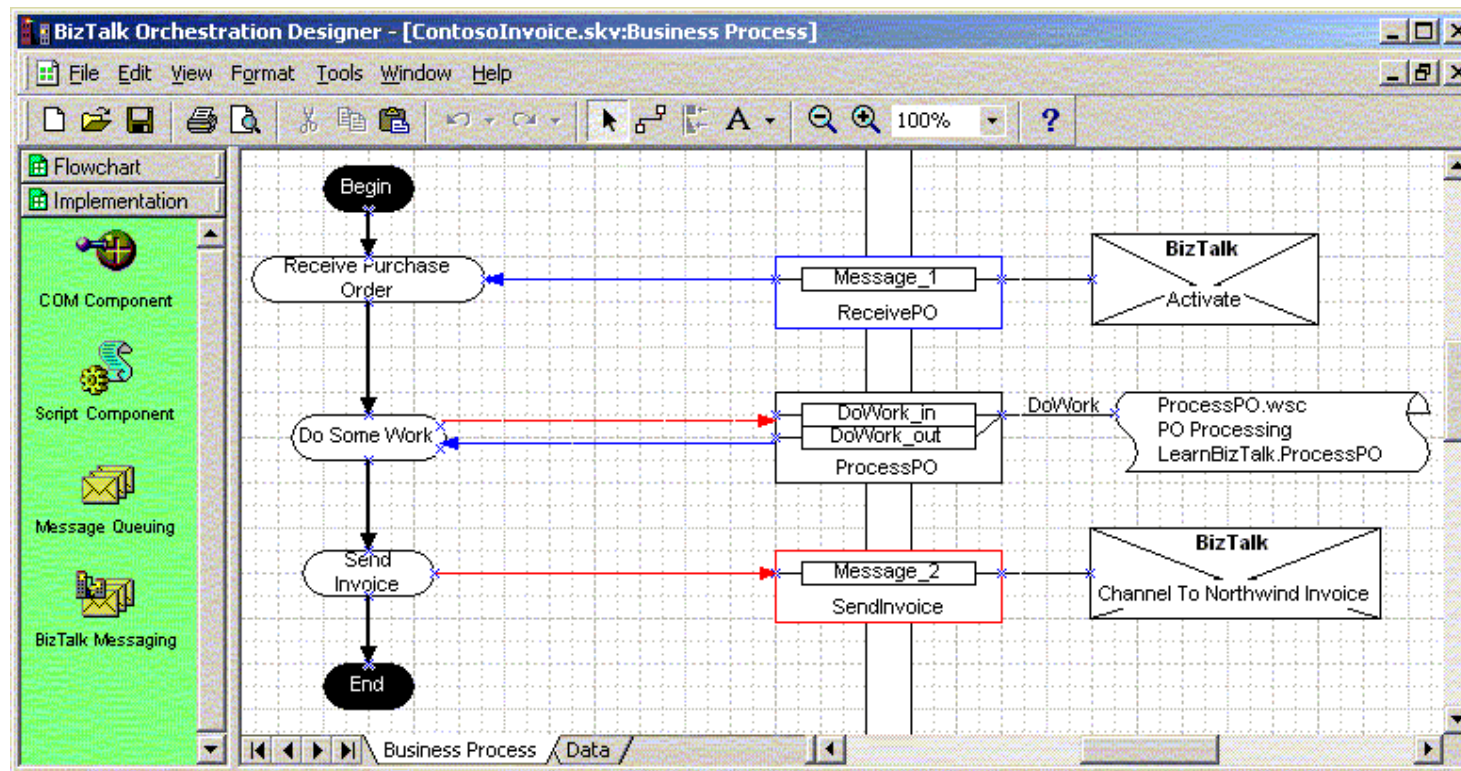 BizTalk Orchestration Designer - [ContosoInvoice.skv:Business Process]
File Edit View Format Tools Window Help
A 100% ?
Flowchart
Implementation
COM Component
Script Component
Message Queuing
BizTalk Messaging
Begin
Receive Purchase
Order
Message_1
ReceivePO
BizTalk
Activate
Do Some Work
DoWork_in
DoWork_out
ProcessPO
DoWork
ProcessPO.wsc
PO Processing
LearnBizTalk.ProcessPO
Send
Invoice
Message_2
SendInvoice
BizTalk
Channel To Northwind Invoice
End
Business Process Data